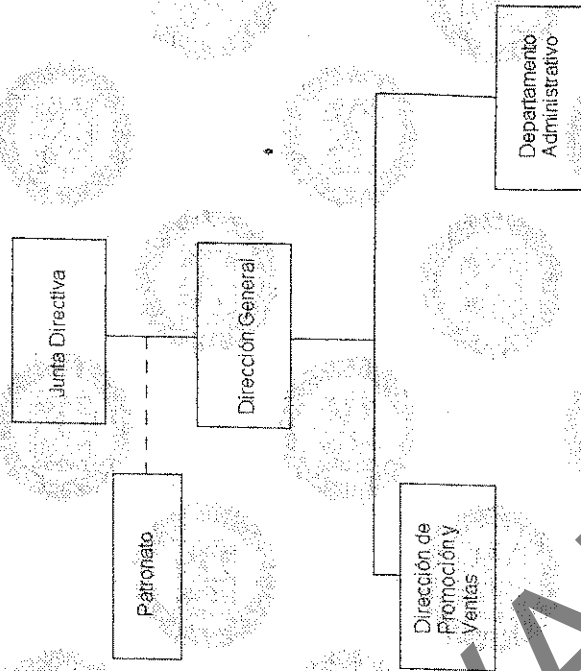 Junta Directiva
Patronato
Dirección General
Dirección de
Promoción y
Ventas
Departamento
Administrativo